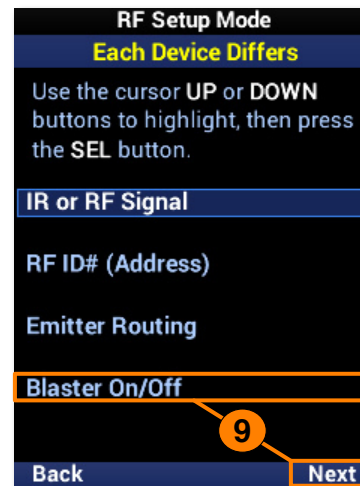 RF Setup Mode
Each Device Differs
Use the cursor UP or DOWN
buttons to highlight, then press
the SEL button.
IR or RF Signal
RF ID# (Address)
Emitter Routing
Blaster On/Off
9
Back Next